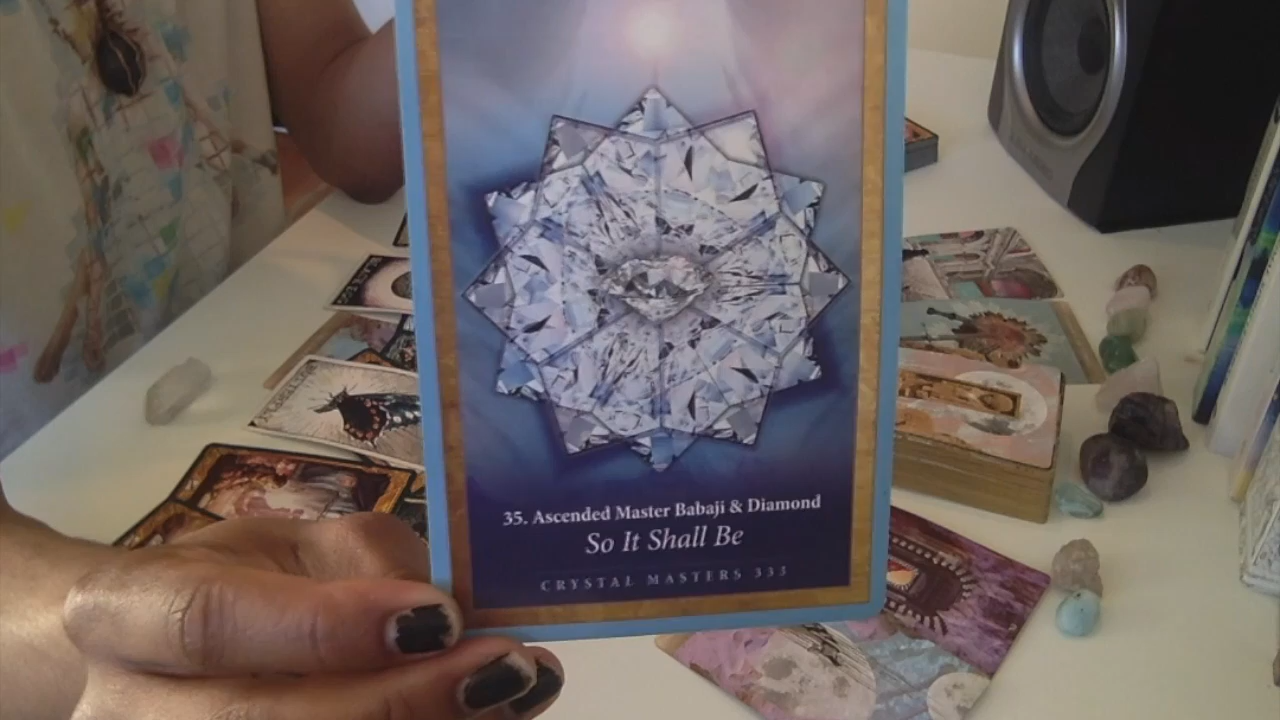 35. Ascended Master Babaji & Diamond
So It Shall Be
CRYSTAL MASTERS 333